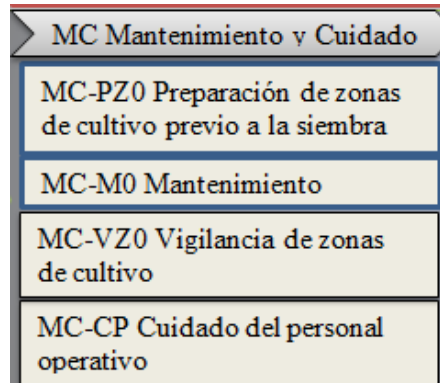 MC Mantenimiento y Cuidado
MC-PZ0 Preparación de zonas
de cultivo previo a la siembra
MC-M0 Mantenimiento
MC-VZ0 Vigilancia de zonas
de cultivo
MC-CP Cuidado del personal
operativo